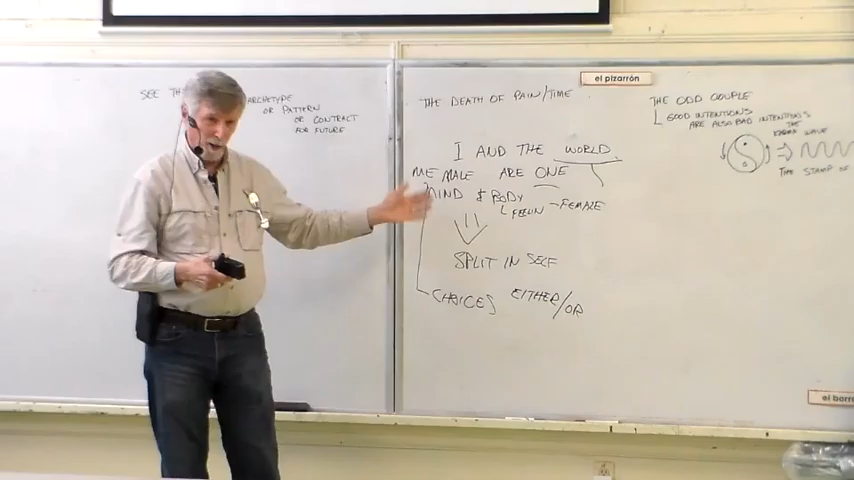 SEE
ARCHETYPE
OR PATTERN
OR CONTRACT
FOR FUTURE
THE DEATH OF PAIN/TIME
I AND THE WORLD
ME MALE ARE ONE
MIND & BODY
FEELIN - FEMALE
SPLIT IN SELF
CHOICES EITHER/OR
el pizarrón
THE ODD COUPLE
GOOD INTENTIONS
ARE ALSO BAD INTENTIONS
THE
WAVE
THE STAMP OF
el borr